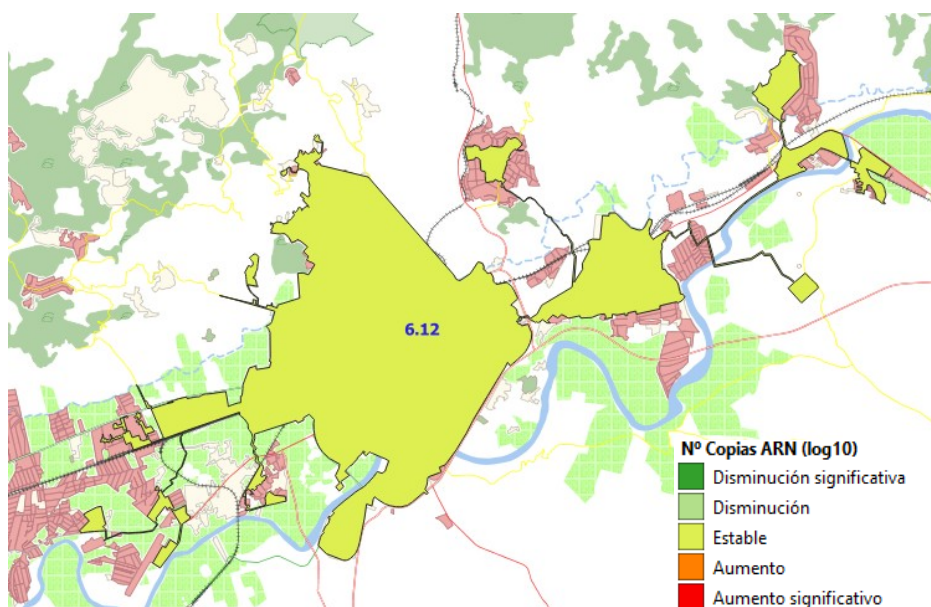 6.12
Nº Copias ARN (log10)
Disminución significativa
Disminución
Estable
Aumento
Aumento significativo